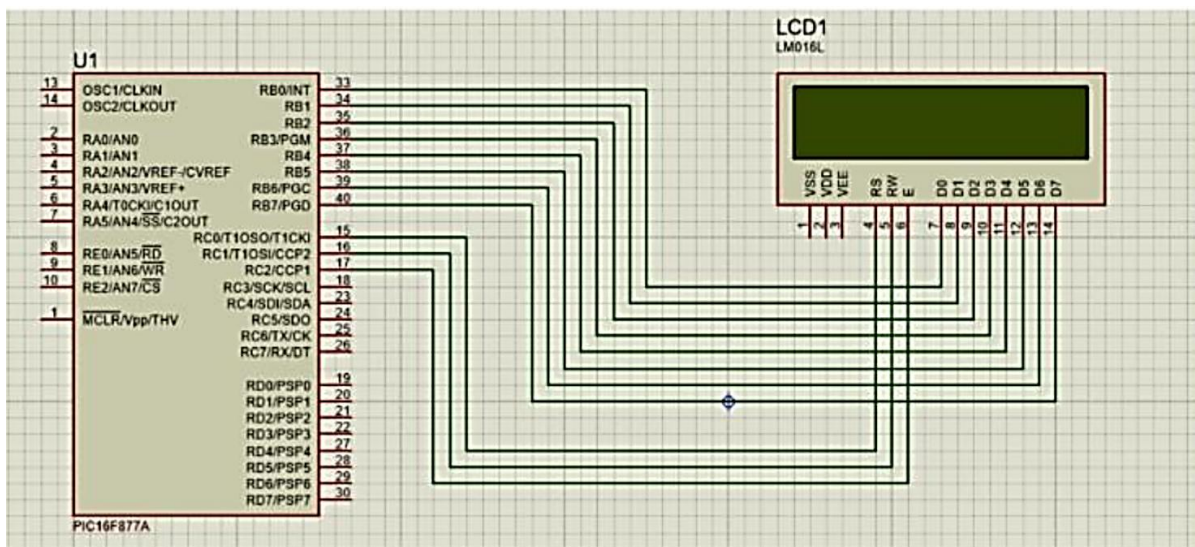 LCD1
LM016L
U1
13 OSC1/CLKIN
14 OSC2/CLKOUT
2 RA0/AN0
3 RA1/AN1
4 RA2/AN2/VREF-/CVREF
5 RA3/AN3/VREF+
6 RA4/T0CKI/C1OUT
7 RA5/AN4/SS/C2OUT
8 RE0/AN5/RD
9 RE1/AN6/WR
10 RE2/AN7/CS
1 MCLR/Vpp/THV
RB0/INT 33
RB1 34
RB2 35
RB3/PGM 36
RB4 37
RB5 38
RB6/PGC 39
RB7/PGD 40
RC0/T1OSO/T1CKI 15
RC1/T1OSI/CCP2 16
RC2/CCP1 17
RC3/SCK/SCL 18
RC4/SDI/SDA 23
RC5/SDO 24
RC6/TX/CK 25
RC7/RX/DT 26
RD0/PSP0 19
RD1/PSP1 20
RD2/PSP2 21
RD3/PSP3 22
RD4/PSP4 27
RD5/PSP5 28
RD6/PSP6 29
RD7/PSP7 30
PIC16F877A
VSS 1
VDD 2
VEE 3
RS 4
RW 5
E 6
D0 7
D1 8
D2 9
D3 10
D4 11
D5 12
D6 13
D7 14